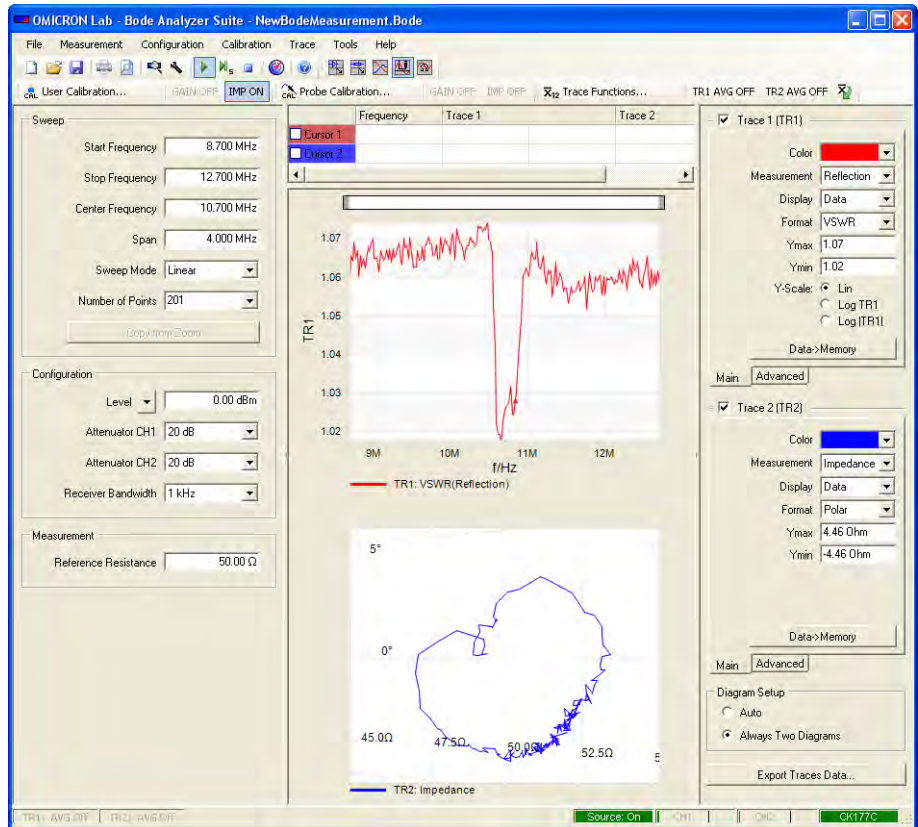 OMICRON Lab - Bode Analyzer Suite - NewBodeMeasurement.Bode
File Measurement Configuration Calibration Trace Tools Help
CAL User Calibration... GAIN OFF IMP ON CAL Probe Calibration... GAIN OFF IMP OFF X12 Trace Functions... TR1 AVG OFF TR2 AVG OFF
Sweep
Start Frequency 8.700 MHz
Stop Frequency 12.700 MHz
Center Frequency 10.700 MHz
Span 4.000 MHz
Sweep Mode Linear
Number of Points 201
Copy from Zoom
Configuration
Level 0.00 dBm
Attenuator CH1 20 dB
Attenuator CH2 20 dB
Receiver Bandwidth 1 kHz
Measurement
Reference Resistance 50.00 Ω
Frequency Trace 1 Trace 2
Cursor 1
Cursor 2
1.07
1.06
1.05
1.04
1.03
1.02
TR1
9M 10M 11M 12M
f/Hz
TR1: VSWR(Reflection)
5°
0°
45.0Ω 47.5Ω 50.0Ω 52.5Ω 5
TR2: Impedance
Trace 1 (TR1)
Color
Measurement Reflection
Display Data
Format VSWR
Ymax 1.07
Ymin 1.02
Y-Scale: Lin
Log TR1
Log |TR1|
Data->Memory
Main Advanced
Trace 2 (TR2)
Color
Measurement Impedance
Display Data
Format Polar
Ymax 4.46 Ohm
Ymin -4.46 Ohm
Data->Memory
Main Advanced
Diagram Setup
Auto
Always Two Diagrams
Export Traces Data...
TR1: AVG OFF TR2: AVG OFF Source: On CH1 CH2 CK177C